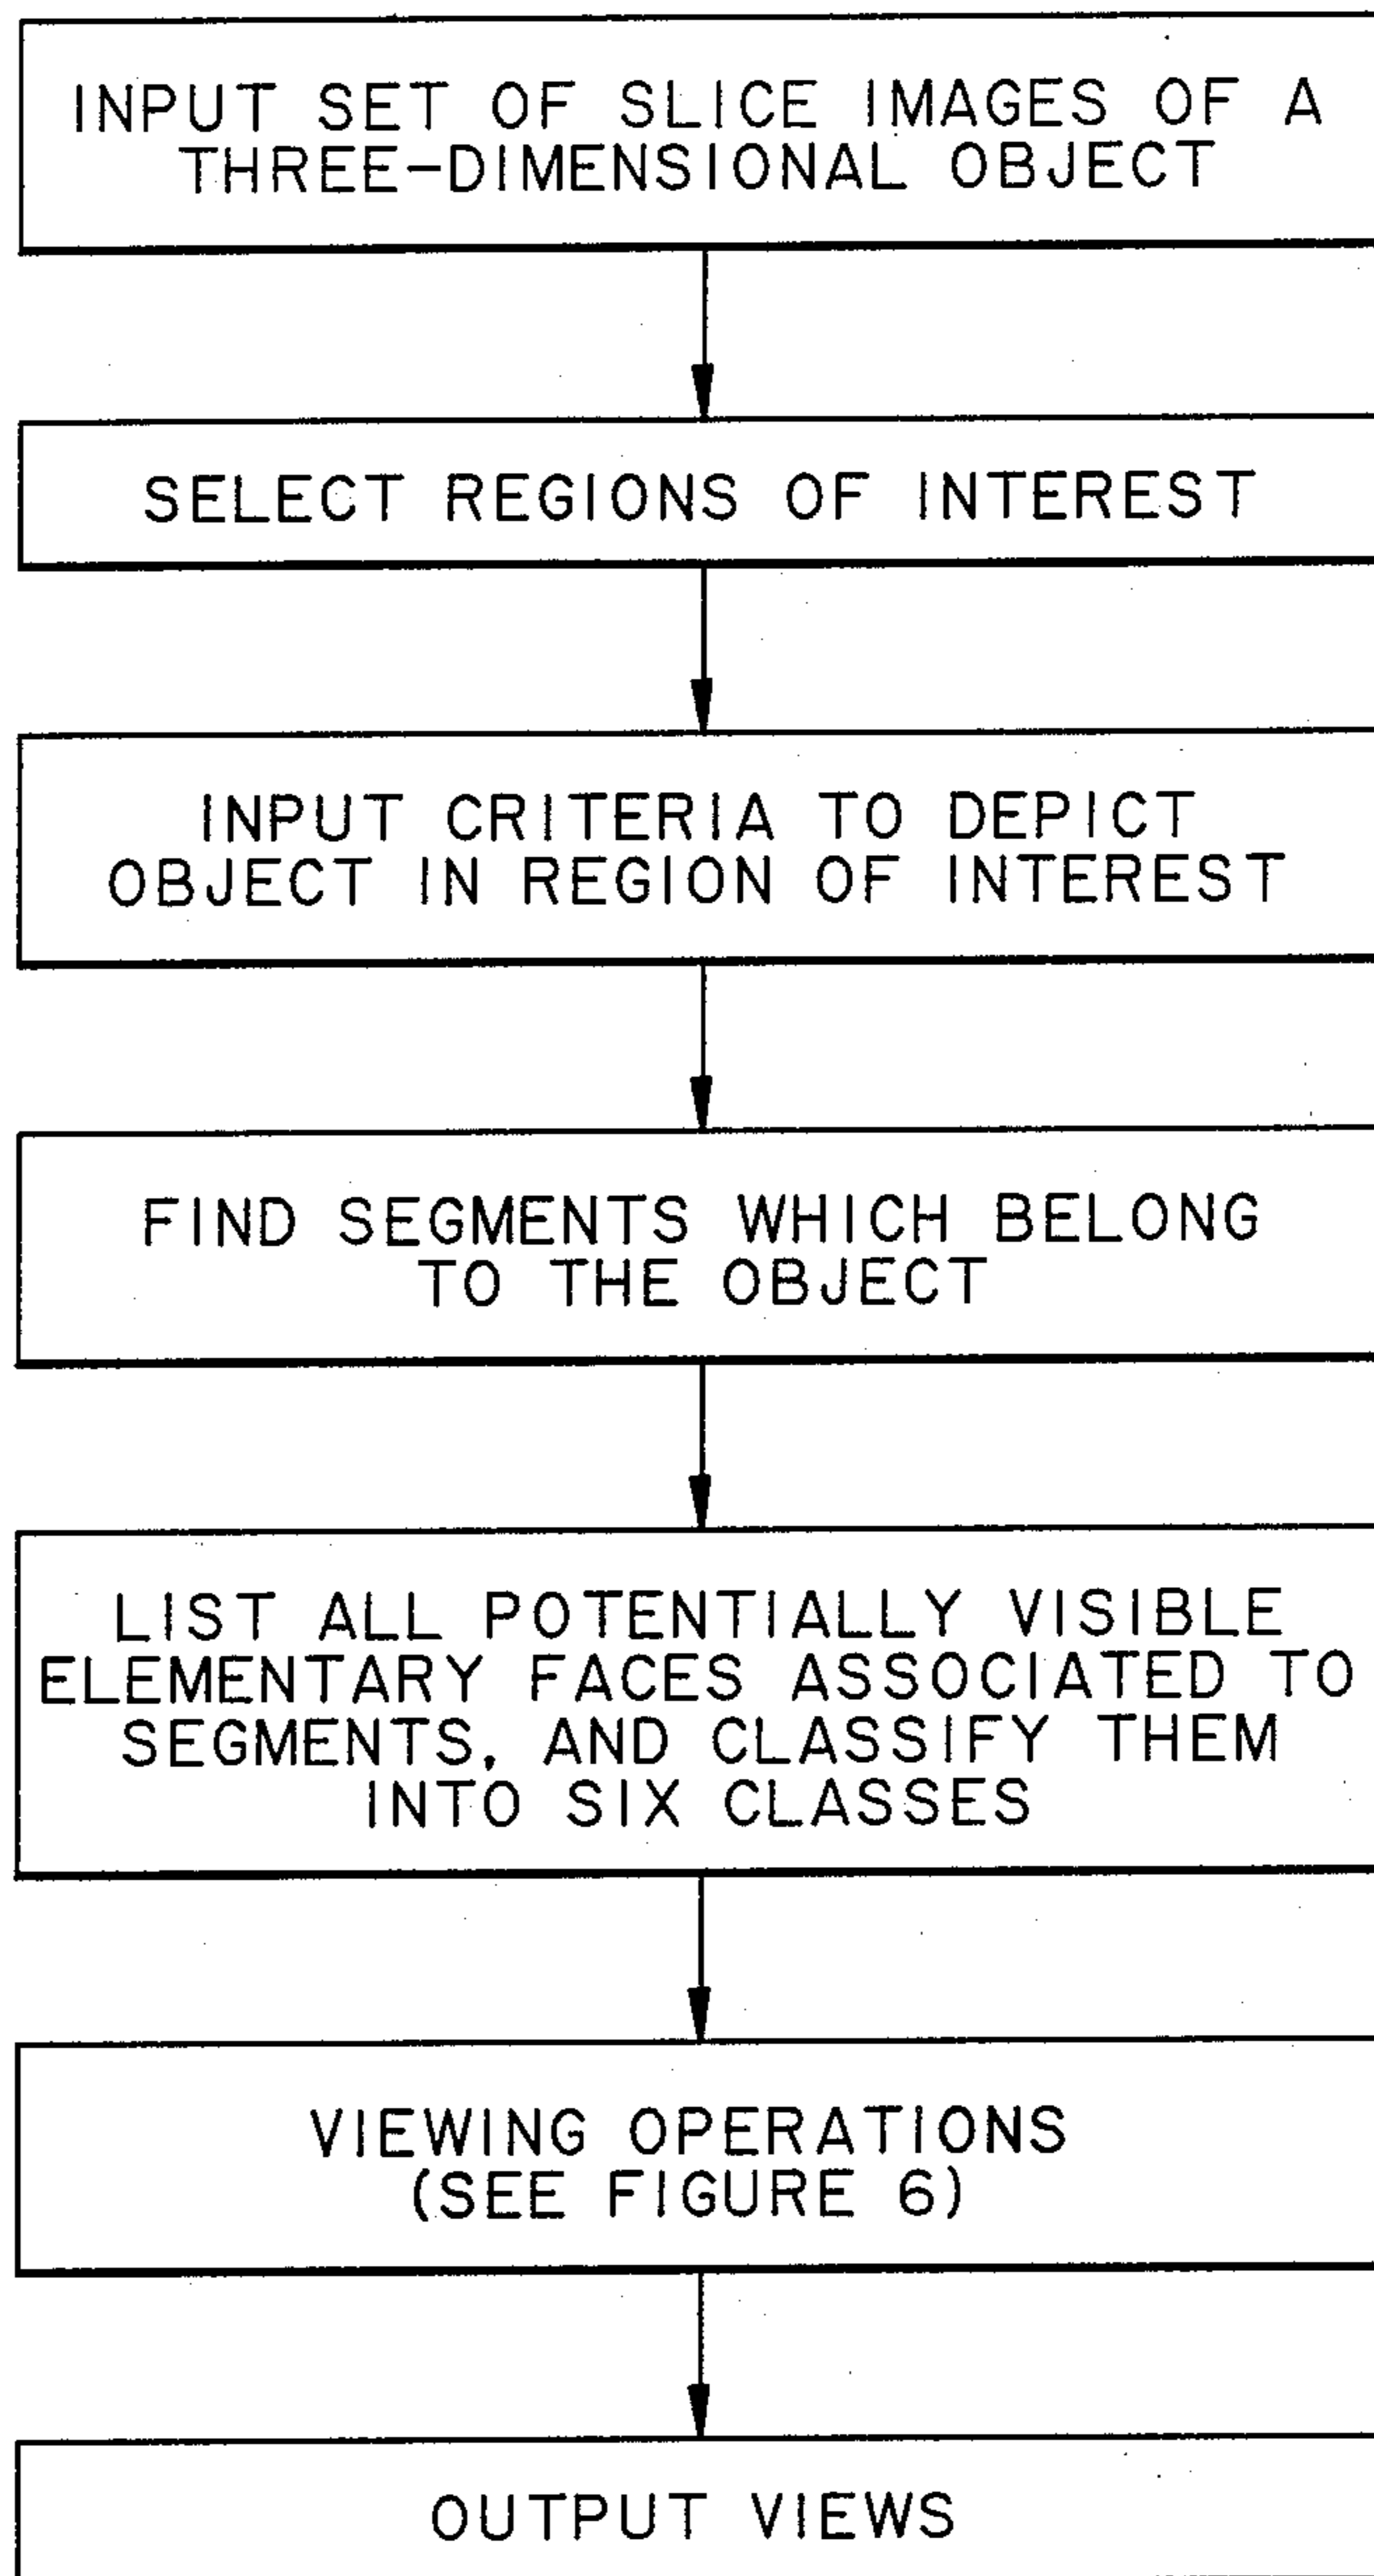 INPUT SET OF SLICE IMAGES OF A
THREE-DIMENSIONAL OBJECT
SELECT REGIONS OF INTEREST
INPUT CRITERIA TO DEPICT
OBJECT IN REGION OF INTEREST
FIND SEGMENTS WHICH BELONG
TO THE OBJECT
LIST ALL POTENTIALLY VISIBLE
ELEMENTARY FACES ASSOCIATED TO
SEGMENTS, AND CLASSIFY THEM
INTO SIX CLASSES
VIEWING OPERATIONS
(SEE FIGURE 6)
OUTPUT VIEWS